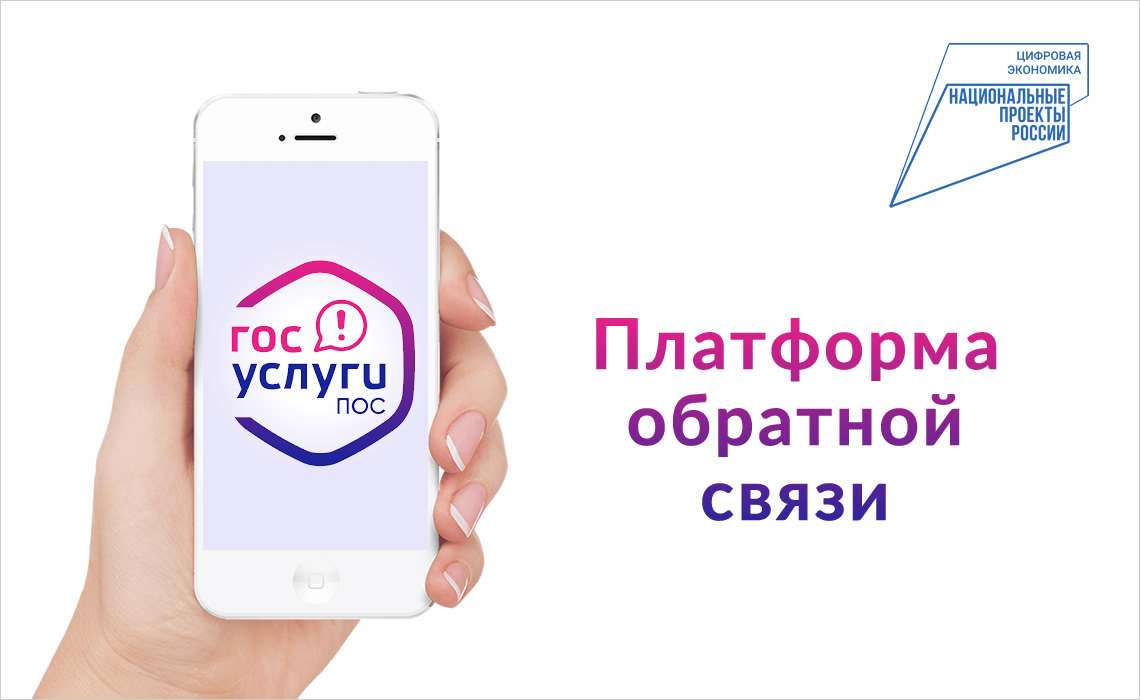 ЦИФРОВАЯ
ЭКОНОМИКА
НАЦИОНАЛЬНЫЕ
ПРОЕКТЫ
РОССИИ
гос
услуги
ПОС
Платформа
обратной
связи